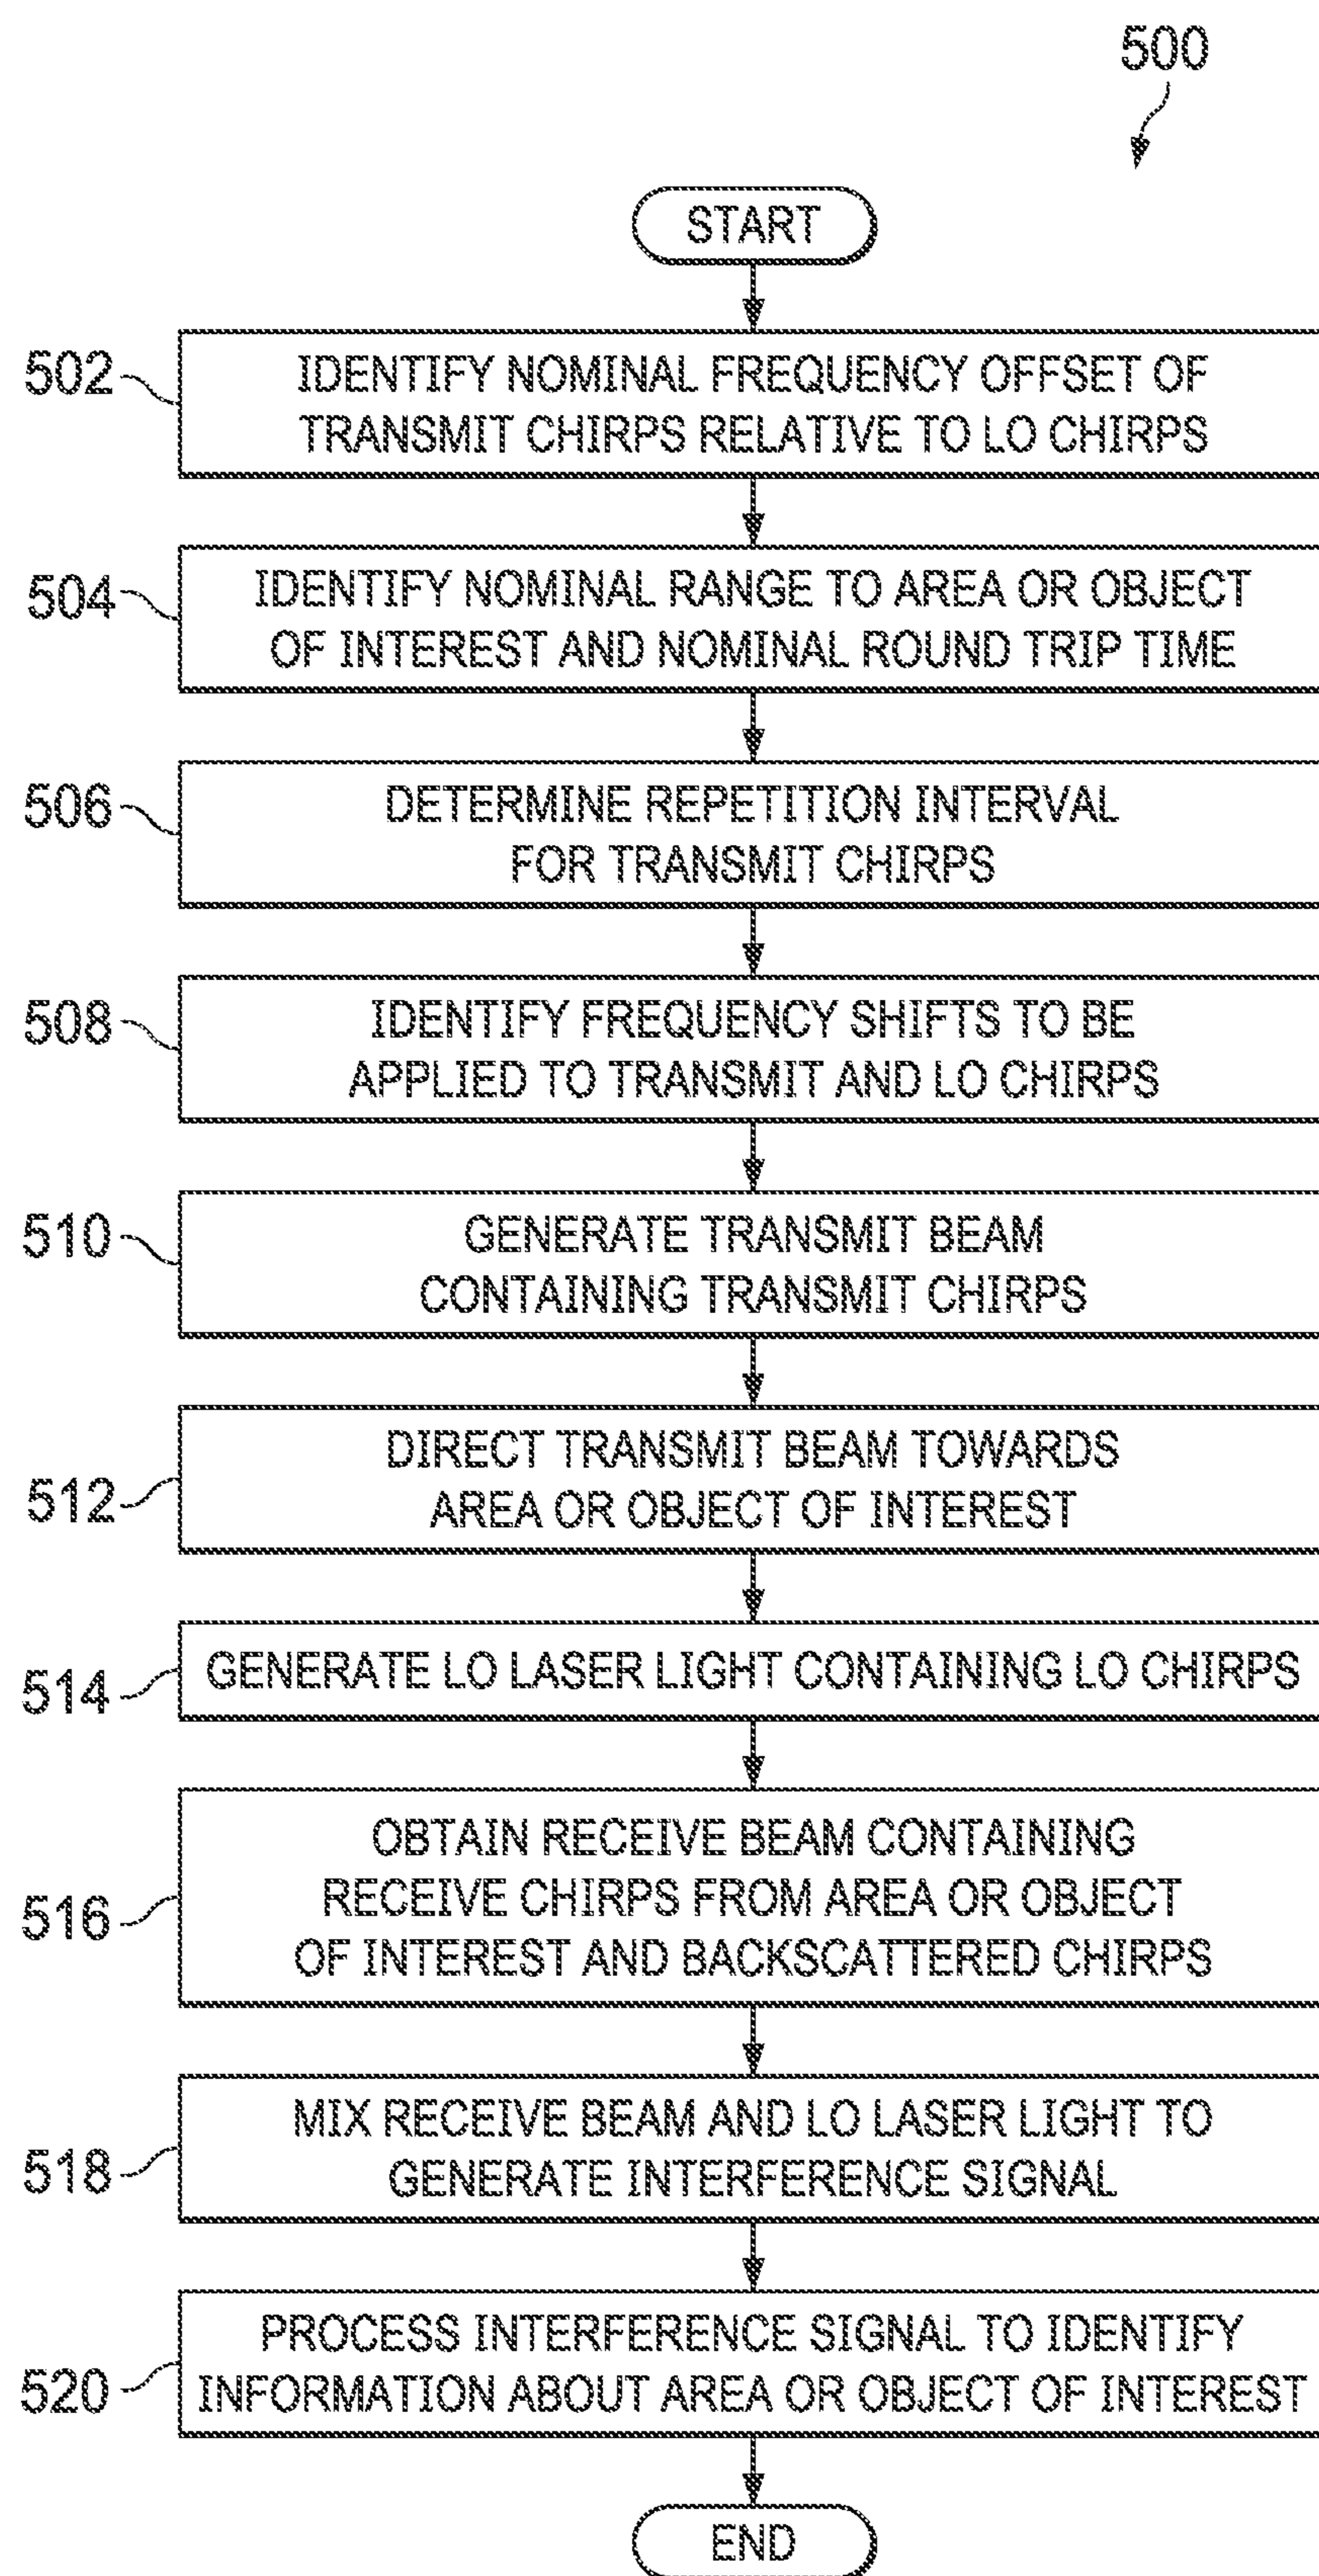 500
START
502
IDENTIFY NOMINAL FREQUENCY OFFSET OF
TRANSMIT CHIRPS RELATIVE TO LO CHIRPS
504
IDENTIFY NOMINAL RANGE TO AREA OR OBJECT
OF INTEREST AND NOMINAL ROUND TRIP TIME
506
DETERMINE REPETITION INTERVAL
FOR TRANSMIT CHIRPS
508
IDENTIFY FREQUENCY SHIFTS TO BE
APPLIED TO TRANSMIT AND LO CHIRPS
510
GENERATE TRANSMIT BEAM
CONTAINING TRANSMIT CHIRPS
512
DIRECT TRANSMIT BEAM TOWARDS
AREA OR OBJECT OF INTEREST
514
GENERATE LO LASER LIGHT CONTAINING LO CHIRPS
516
OBTAIN RECEIVE BEAM CONTAINING
RECEIVE CHIRPS FROM AREA OR OBJECT
OF INTEREST AND BACKSCATTERED CHIRPS
518
MIX RECEIVE BEAM AND LO LASER LIGHT TO
GENERATE INTERFERENCE SIGNAL
520
PROCESS INTERFERENCE SIGNAL TO IDENTIFY
INFORMATION ABOUT AREA OR OBJECT OF INTEREST
END